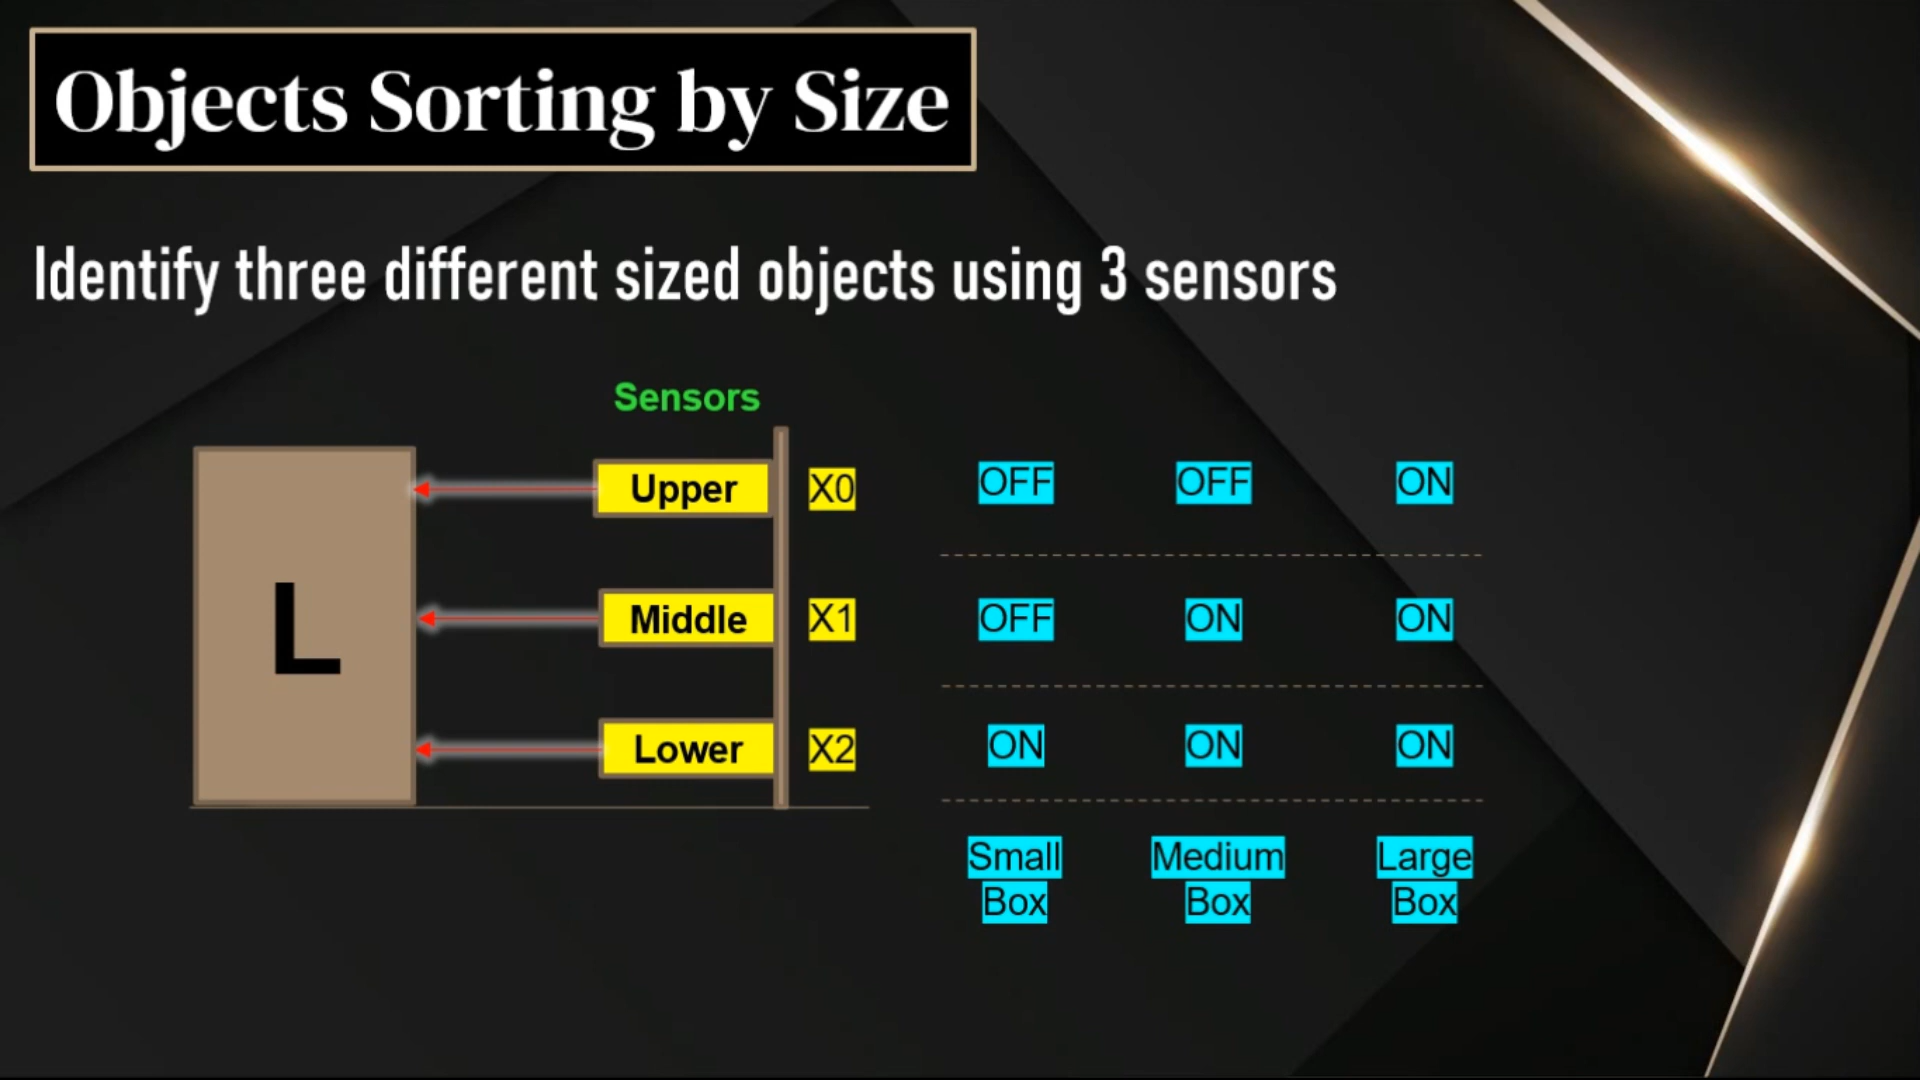 Objects Sorting by Size
Identify three different sized objects using 3 sensors
Sensors
Upper X0 OFF OFF ON
L
Middle X1 OFF ON ON
Lower X2 ON ON ON
Small Medium Large
Box Box Box